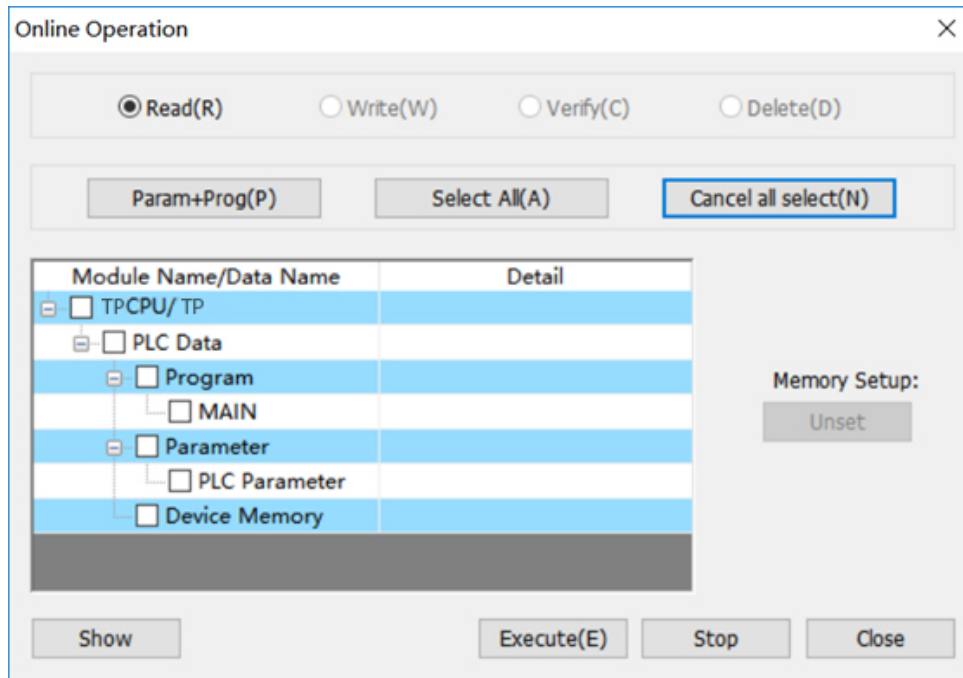 Online Operation
Read(R) Write(W) Verify(C) Delete(D)
Param+Prog(P) Select All(A) Cancel all select(N)
Module Name/Data Name Detail
TPCPU/ TP
PLC Data
Program
MAIN
Parameter
PLC Parameter
Device Memory
Memory Setup:
Unset
Show Execute(E) Stop Close